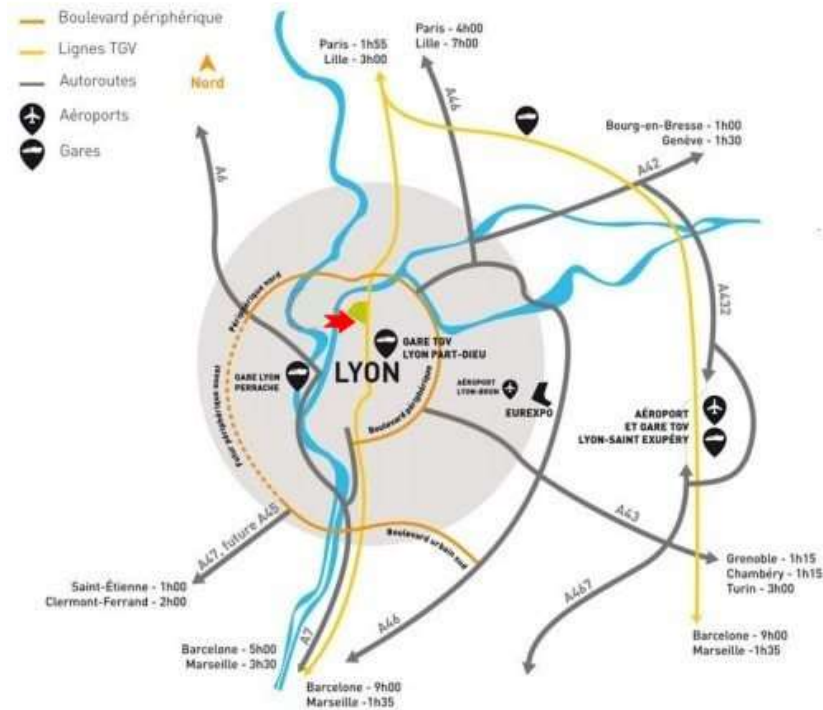 Boulevard périphérique
Lignes TGV
Autoroutes
Nord
Aéroports
Gares
Paris - 1h55
Lille - 3h00
Paris - 4h00
Lille - 7h00
A46
Bourg-en-Bresse - 1h00
Genève - 1h30
A42
A6
A432
Périphérique nord
GARE TGV
LYON PART-DIEU
GARE LYON
PERRACHE
LYON
Boulevard périphérique
AÉROPORT
LYON-BRON
EUREXPO
AÉROPORT
ET GARE TGV
LYON-SAINT EXUPÉRY
Futur périphérique
A47, future A45
Boulevard urbain sud
A43
Saint-Étienne - 1h00
Clermont-Ferrand - 2h00
Grenoble - 1h15
Chambéry - 1h15
Turin - 3h00
A467
A46
A7
Barcelone - 5h00
Marseille - 3h30
Barcelone - 9h00
Marseille -1h35
Barcelone - 9h00
Marseille -1h35